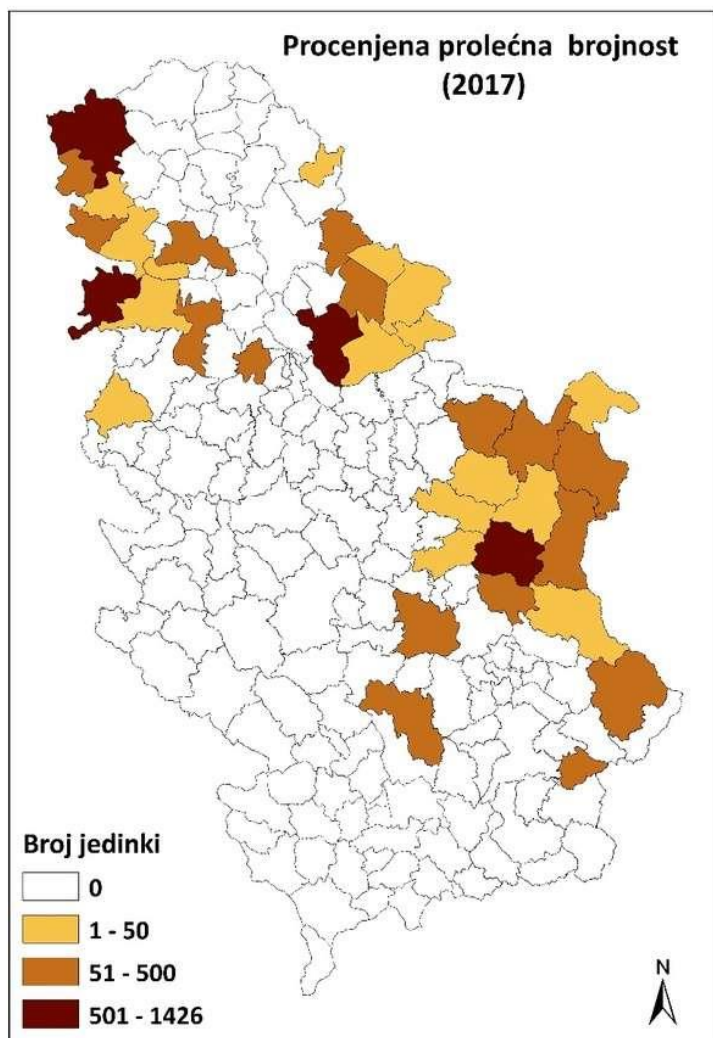 Procenjena prolećna brojnost
(2017)
Broj jedinki
0
1 - 50
51 - 500
501 - 1426
N